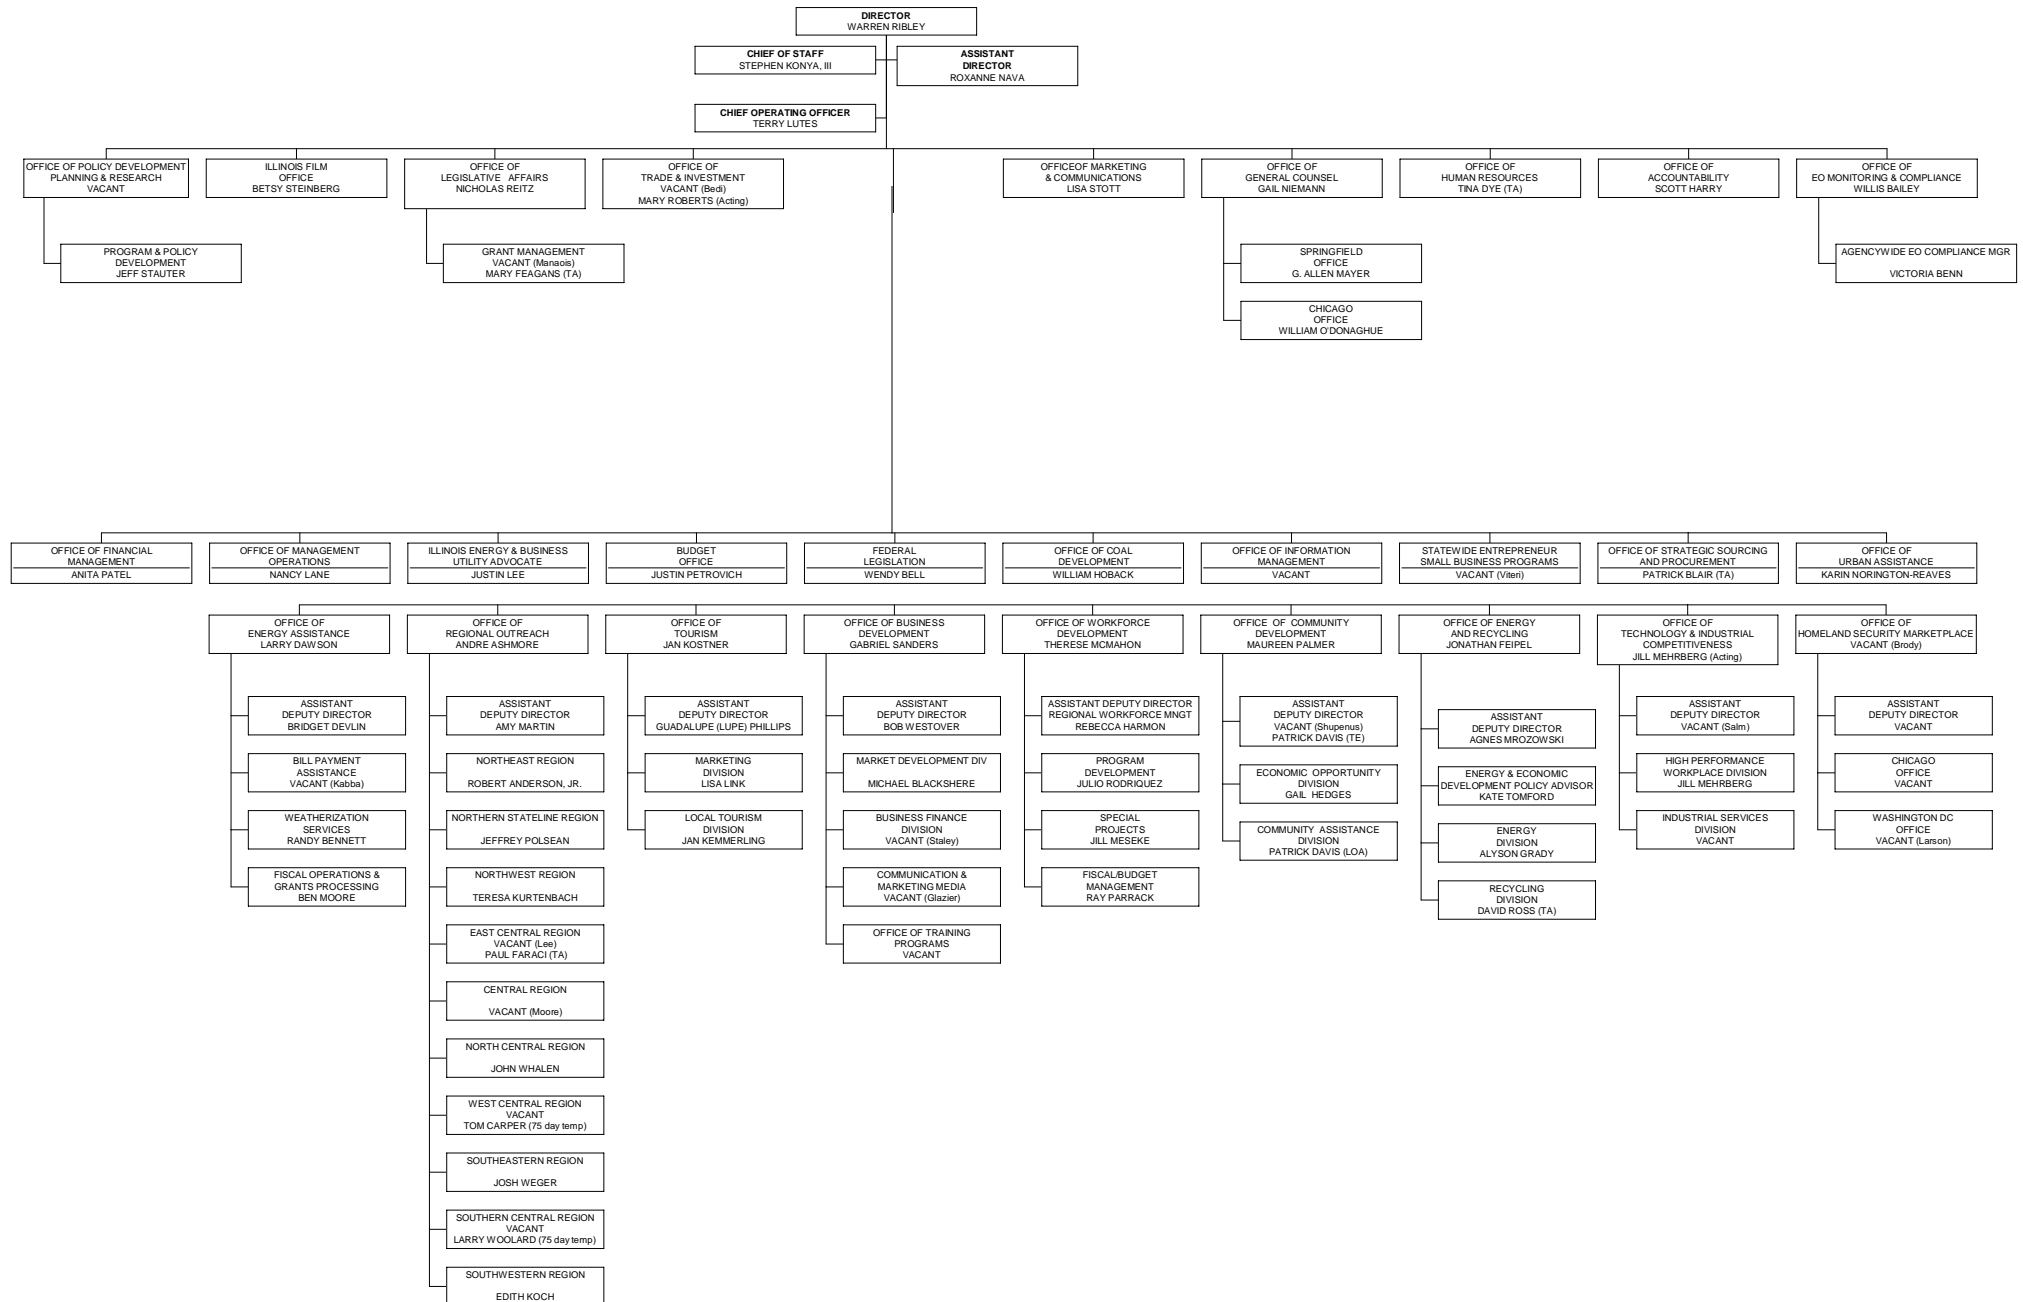 DIRECTOR
WARREN RIBLEY
CHIEF OF STAFF
STEPHEN KONYA, III
ASSISTANT
DIRECTOR
ROXANNE NAVA
CHIEF OPERATING OFFICER
TERRY LUTES
OFFICE OF POLICY DEVELOPMENT
PLANNING & RESEARCH
VACANT
ILLINOIS FILM
OFFICE
BETSY STEINBERG
OFFICE OF
LEGISLATIVE AFFAIRS
NICHOLAS REITZ
OFFICE OF
TRADE & INVESTMENT
VACANT (Bedi)
MARY ROBERTS (Acting)
OFFICEOF MARKETING
& COMMUNICATIONS
LISA STOTT
OFFICE OF
GENERAL COUNSEL
GAIL NIEMANN
OFFICE OF
HUMAN RESOURCES
TINA DYE (TA)
OFFICE OF
ACCOUNTABILITY
SCOTT HARRY
OFFICE OF
EO MONITORING & COMPLIANCE
WILLIS BAILEY
PROGRAM & POLICY
DEVELOPMENT
JEFF STAUTER
GRANT MANAGEMENT
VACANT (Manaois)
MARY FEAGANS (TA)
SPRINGFIELD
OFFICE
G. ALLEN MAYER
AGENCYWIDE EO COMPLIANCE MGR
VICTORIA BENN
CHICAGO
OFFICE
WILLIAM O'DONAGHUE
OFFICE OF FINANCIAL
MANAGEMENT
ANITA PATEL
OFFICE OF MANAGEMENT
OPERATIONS
NANCY LANE
ILLINOIS ENERGY & BUSINESS
UTILITY ADVOCATE
JUSTIN LEE
BUDGET
OFFICE
JUSTIN PETROVICH
FEDERAL
LEGISLATION
WENDY BELL
OFFICE OF COAL
DEVELOPMENT
WILLIAM HOBACK
OFFICE OF INFORMATION
MANAGEMENT
VACANT
STATEWIDE ENTREPRENEUR
SMALL BUSINESS PROGRAMS
VACANT (Viteri)
OFFICE OF STRATEGIC SOURCING
AND PROCUREMENT
PATRICK BLAIR (TA)
OFFICE OF
URBAN ASSISTANCE
KARIN NORINGTON-REAVES
OFFICE OF
ENERGY ASSISTANCE
LARRY DAWSON
OFFICE OF
REGIONAL OUTREACH
ANDRE ASHMORE
OFFICE OF
TOURISM
JAN KOSTNER
OFFICE OF BUSINESS
DEVELOPMENT
GABRIEL SANDERS
OFFICE OF WORKFORCE
DEVELOPMENT
THERESE MCMAHON
OFFICE OF COMMUNITY
DEVELOPMENT
MAUREEN PALMER
OFFICE OF ENERGY
AND RECYCLING
JONATHAN FEIPEL
OFFICE OF
TECHNOLOGY & INDUSTRIAL
COMPETITIVENESS
JILL MEHRBERG (Acting)
OFFICE OF
HOMELAND SECURITY MARKETPLACE
VACANT (Brody)
ASSISTANT
DEPUTY DIRECTOR
BRIDGET DEVLIN
BILL PAYMENT
ASSISTANCE
VACANT (Kabba)
WEATHERIZATION
SERVICES
RANDY BENNETT
FISCAL OPERATIONS &
GRANTS PROCESSING
BEN MOORE
ASSISTANT
DEPUTY DIRECTOR
AMY MARTIN
NORTHEAST REGION
ROBERT ANDERSON, JR.
NORTHERN STATELINE REGION
JEFFREY POLSEAN
NORTHWEST REGION
TERESA KURTENBACH
EAST CENTRAL REGION
VACANT (Lee)
PAUL FARACI (TA)
CENTRAL REGION
VACANT (Moore)
NORTH CENTRAL REGION
JOHN WHALEN
WEST CENTRAL REGION
VACANT
TOM CARPER (75 day temp)
SOUTHEASTERN REGION
JOSH WEGER
SOUTHERN CENTRAL REGION
VACANT
LARRY WOOLARD (75 day temp)
SOUTHWESTERN REGION
EDITH KOCH
ASSISTANT
DEPUTY DIRECTOR
GUADALUPE (LUPE) PHILLIPS
MARKETING
DIVISION
LISA LINK
LOCAL TOURISM
DIVISION
JAN KEMMERLING
ASSISTANT
DEPUTY DIRECTOR
BOB WESTOVER
MARKET DEVELOPMENT DIV
MICHAEL BLACKSHERE
BUSINESS FINANCE
DIVISION
VACANT (Staley)
COMMUNICATION &
MARKETING MEDIA
VACANT (Glazier)
OFFICE OF TRAINING
PROGRAMS
VACANT
ASSISTANT DEPUTY DIRECTOR
REGIONAL WORKFORCE MNGT
REBECCA HARMON
PROGRAM
DEVELOPMENT
JULIO RODRIQUEZ
SPECIAL
PROJECTS
JILL MESEKE
FISCAL/BUDGET
MANAGEMENT
RAY PARRACK
ASSISTANT
DEPUTY DIRECTOR
VACANT (Shupenus)
PATRICK DAVIS (TE)
ECONOMIC OPPORTUNITY
DIVISION
GAIL HEDGES
COMMUNITY ASSISTANCE
DIVISION
PATRICK DAVIS (LOA)
ASSISTANT
DEPUTY DIRECTOR
AGNES MROZOWSKI
ENERGY & ECONOMIC
DEVELOPMENT POLICY ADVISOR
KATE TOMFORD
ENERGY
DIVISION
ALYSON GRADY
RECYCLING
DIVISION
DAVID ROSS (TA)
ASSISTANT
DEPUTY DIRECTOR
VACANT (Salm)
HIGH PERFORMANCE
WORKPLACE DIVISION
JILL MEHRBERG
INDUSTRIAL SERVICES
DIVISION
VACANT
ASSISTANT
DEPUTY DIRECTOR
VACANT
CHICAGO
OFFICE
VACANT
WASHINGTON DC
OFFICE
VACANT (Larson)